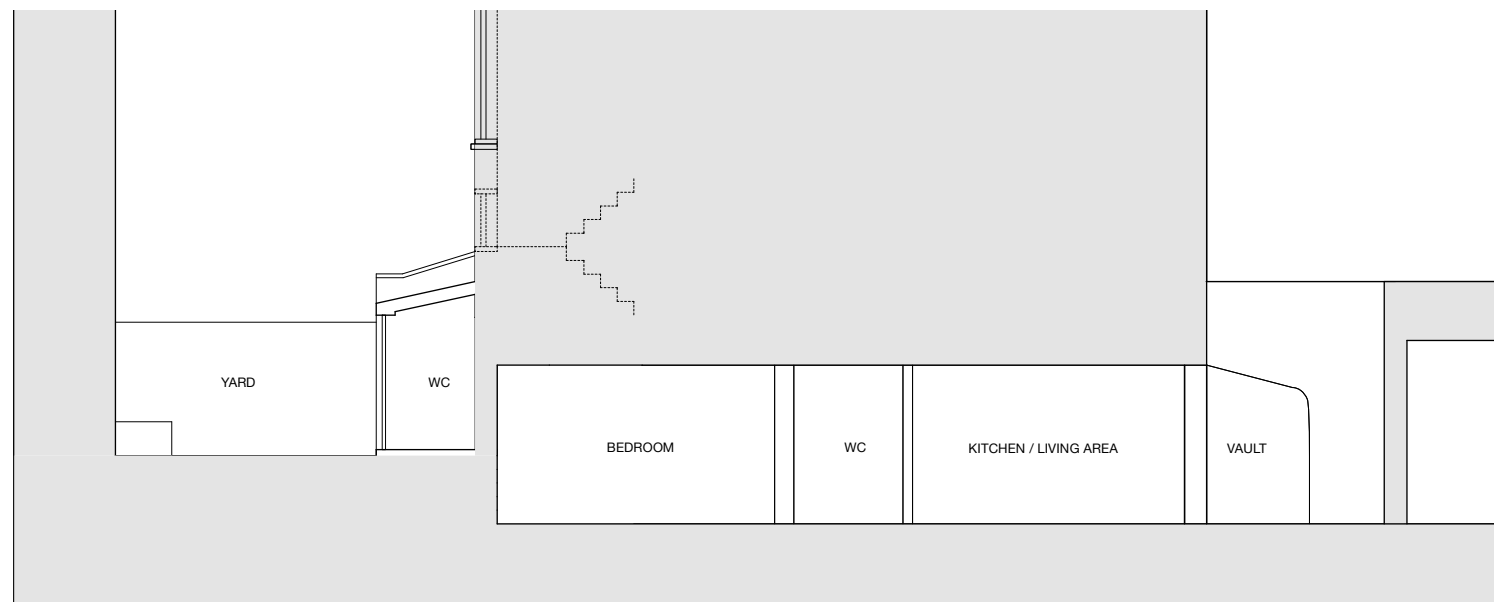 YARD
WC
BEDROOM
WC
KITCHEN / LIVING AREA
VAULT